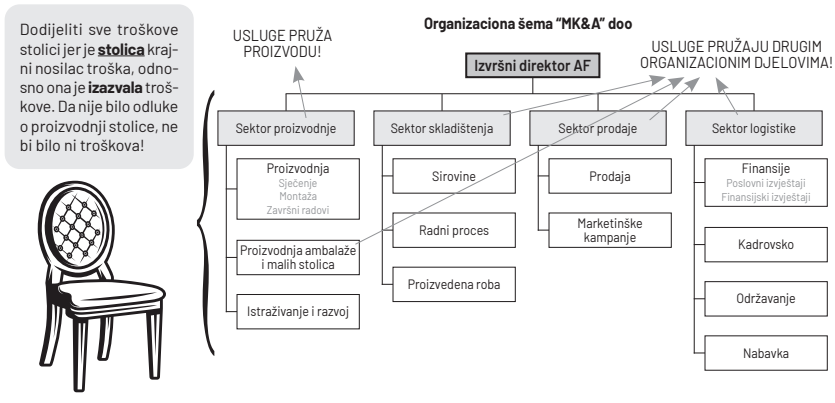 Dodijeliti sve troškove
stolici jer je stolica kraj-
ni nosilac troška, odno-
sno ona je izazvala troš-
kove. Da nije bilo odluke
o proizvodnji stolice, ne
bi bilo ni troškova!
Organizaciona šema "MK&A" doo
USLUGE PRUŽA
PROIZVODU!
Izvršni direktor AF
USLUGE PRUŽAJU DRUGIM
ORGANIZACIONIM DJELOVIMA!
Sektor proizvodnje
Proizvodnja
Sječenje
Montaža
Završni radovi
Proizvodnja ambalaže
i malih stolica
Istraživanje i razvoj
Sektor skladištenja
Sirovine
Radni proces
Proizvedena roba
Sektor prodaje
Prodaja
Marketinške
kampanje
Sektor logistike
Finansije
Poslovni izvještaji
Finansijski izvještaji
Kadrovsko
Održavanje
Nabavka